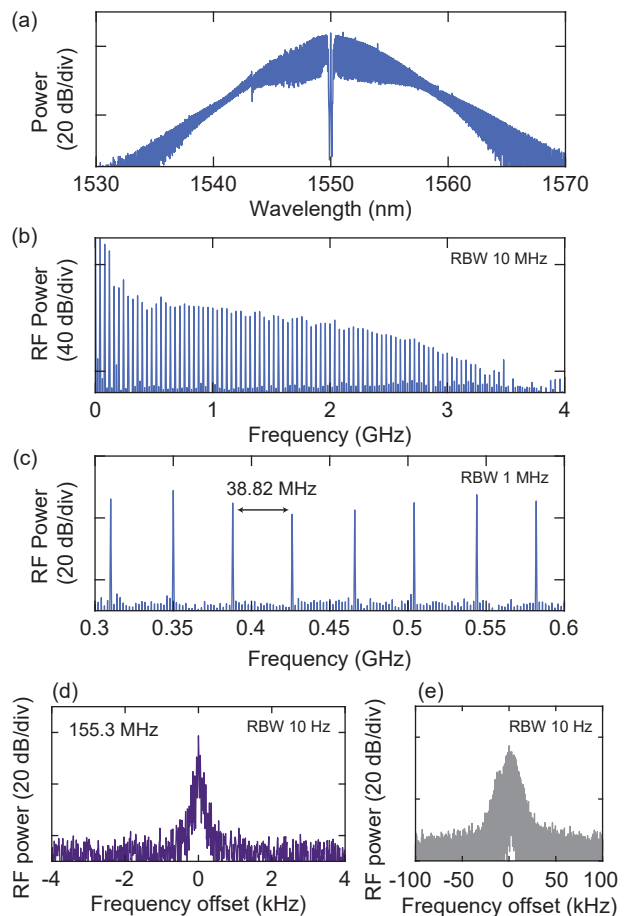 (a)
Power
(20 dB/div)
1530 1540 1550 1560 1570
Wavelength (nm)
(b)
RBW 10 MHz
RF Power
(40 dB/div)
0 1 2 3 4
Frequency (GHz)
(c)
RBW 1 MHz
38.82 MHz
RF Power
(20 dB/div)
0.3 0.35 0.4 0.45 0.5 0.55 0.6
Frequency (GHz)
(d)
155.3 MHz RBW 10 Hz
RF power (20 dB/div)
-4 -2 0 2 4
Frequency offset (kHz)
(e)
RBW 10 Hz
RF power (20 dB/div)
-100 -50 0 50 100
Frequency offset (kHz)